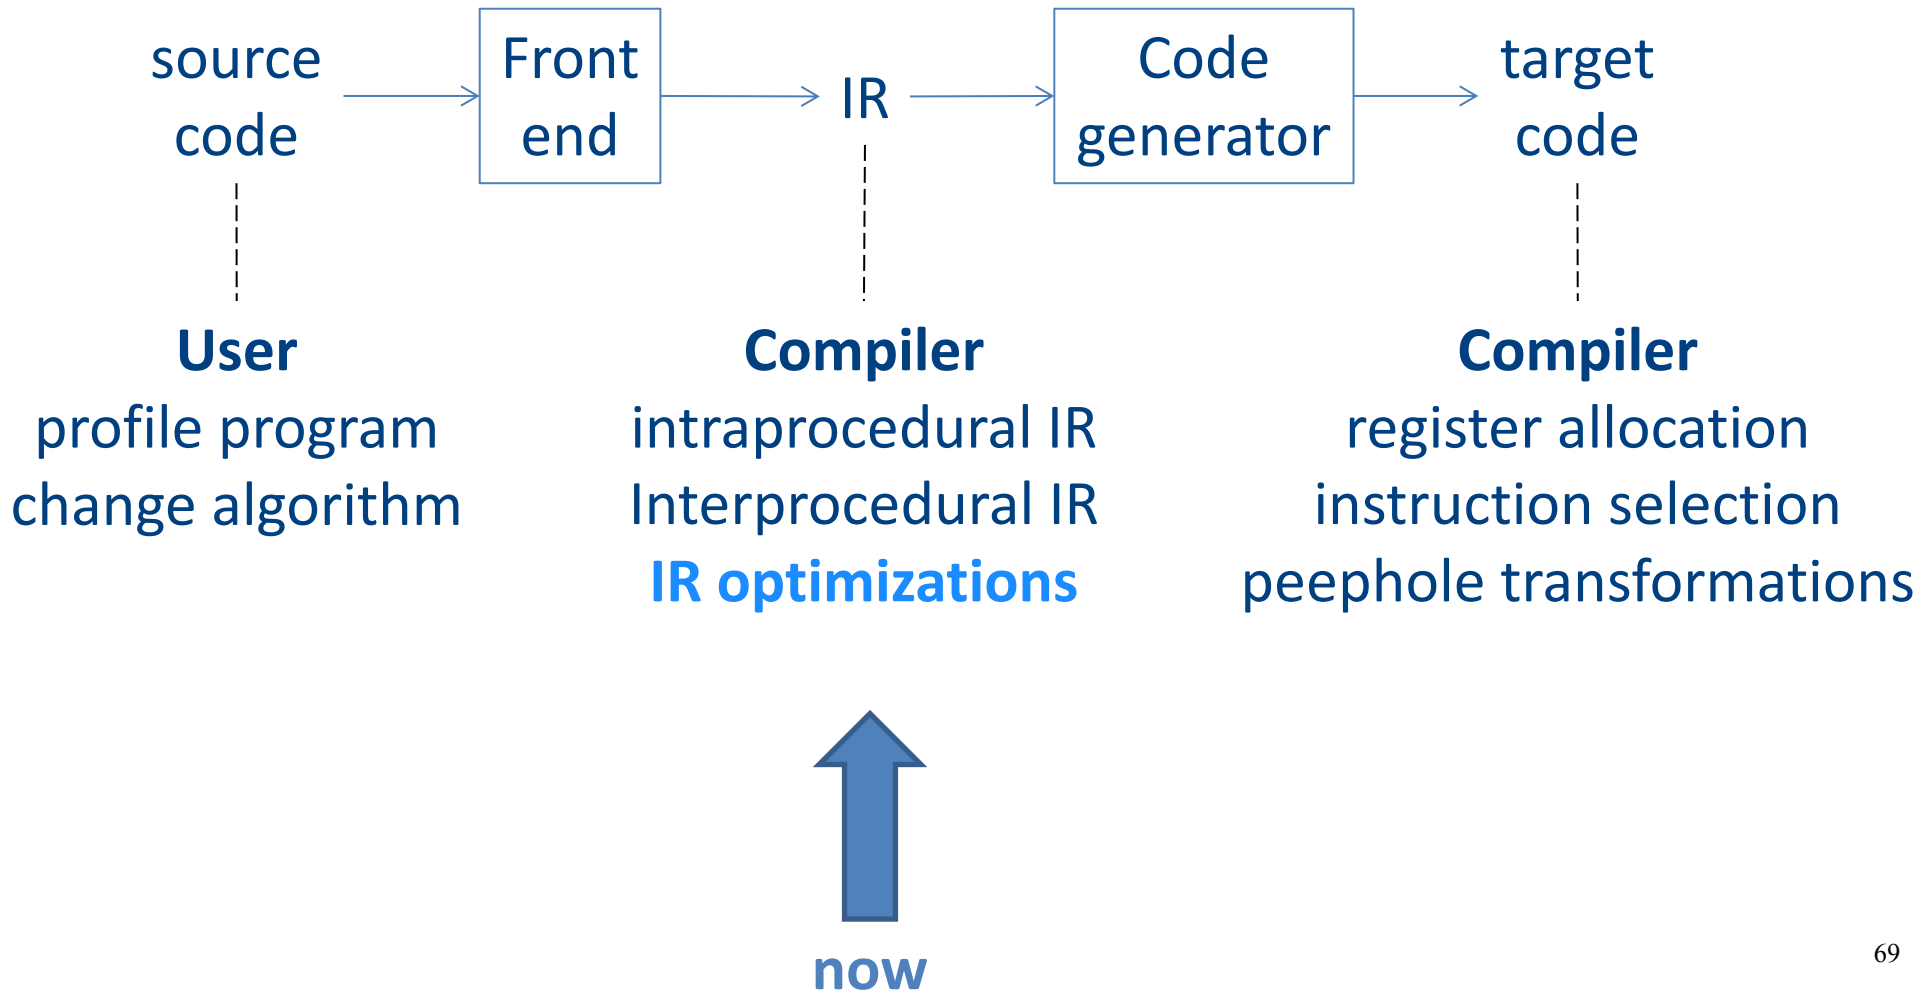 source
code
Front
end
IR
Code
generator
target
code
User
profile program
change algorithm
Compiler
intraprocedural IR
Interprocedural IR
IR optimizations
Compiler
register allocation
instruction selection
peephole transformations
now
69